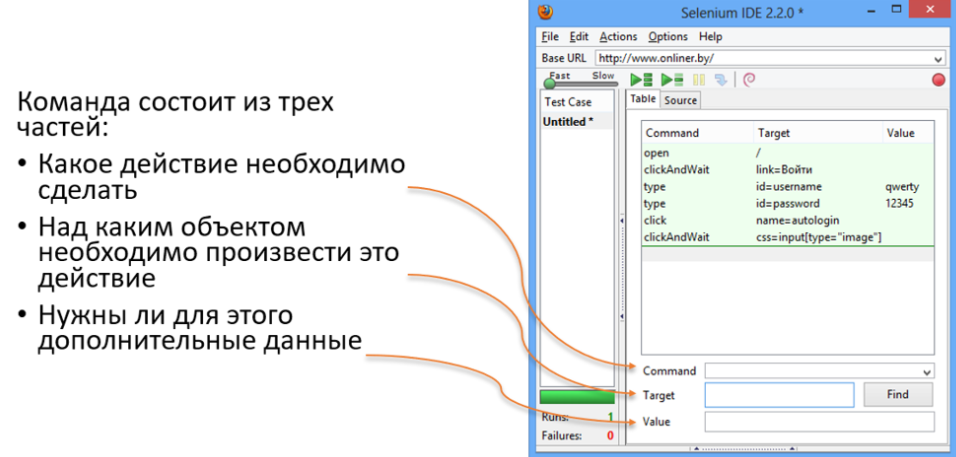 Команда состоит из трех
частей:
• Какое действие необходимо
сделать
• Над каким объектом
необходимо произвести это
действие
• Нужны ли для этого
дополнительные данные
Selenium IDE 2.2.0 *
File Edit Actions Options Help
Base URL http://www.onliner.by/
Fast Slow
Test Case
Untitled *
Table Source
Command Target Value
open /
clickAndWait link=Войти
type id=username qwerty
type id=password 12345
click name=autologin
clickAndWait css=input[type="image"]
Command
Target Find
Value
Runs: 1
Failures: 0